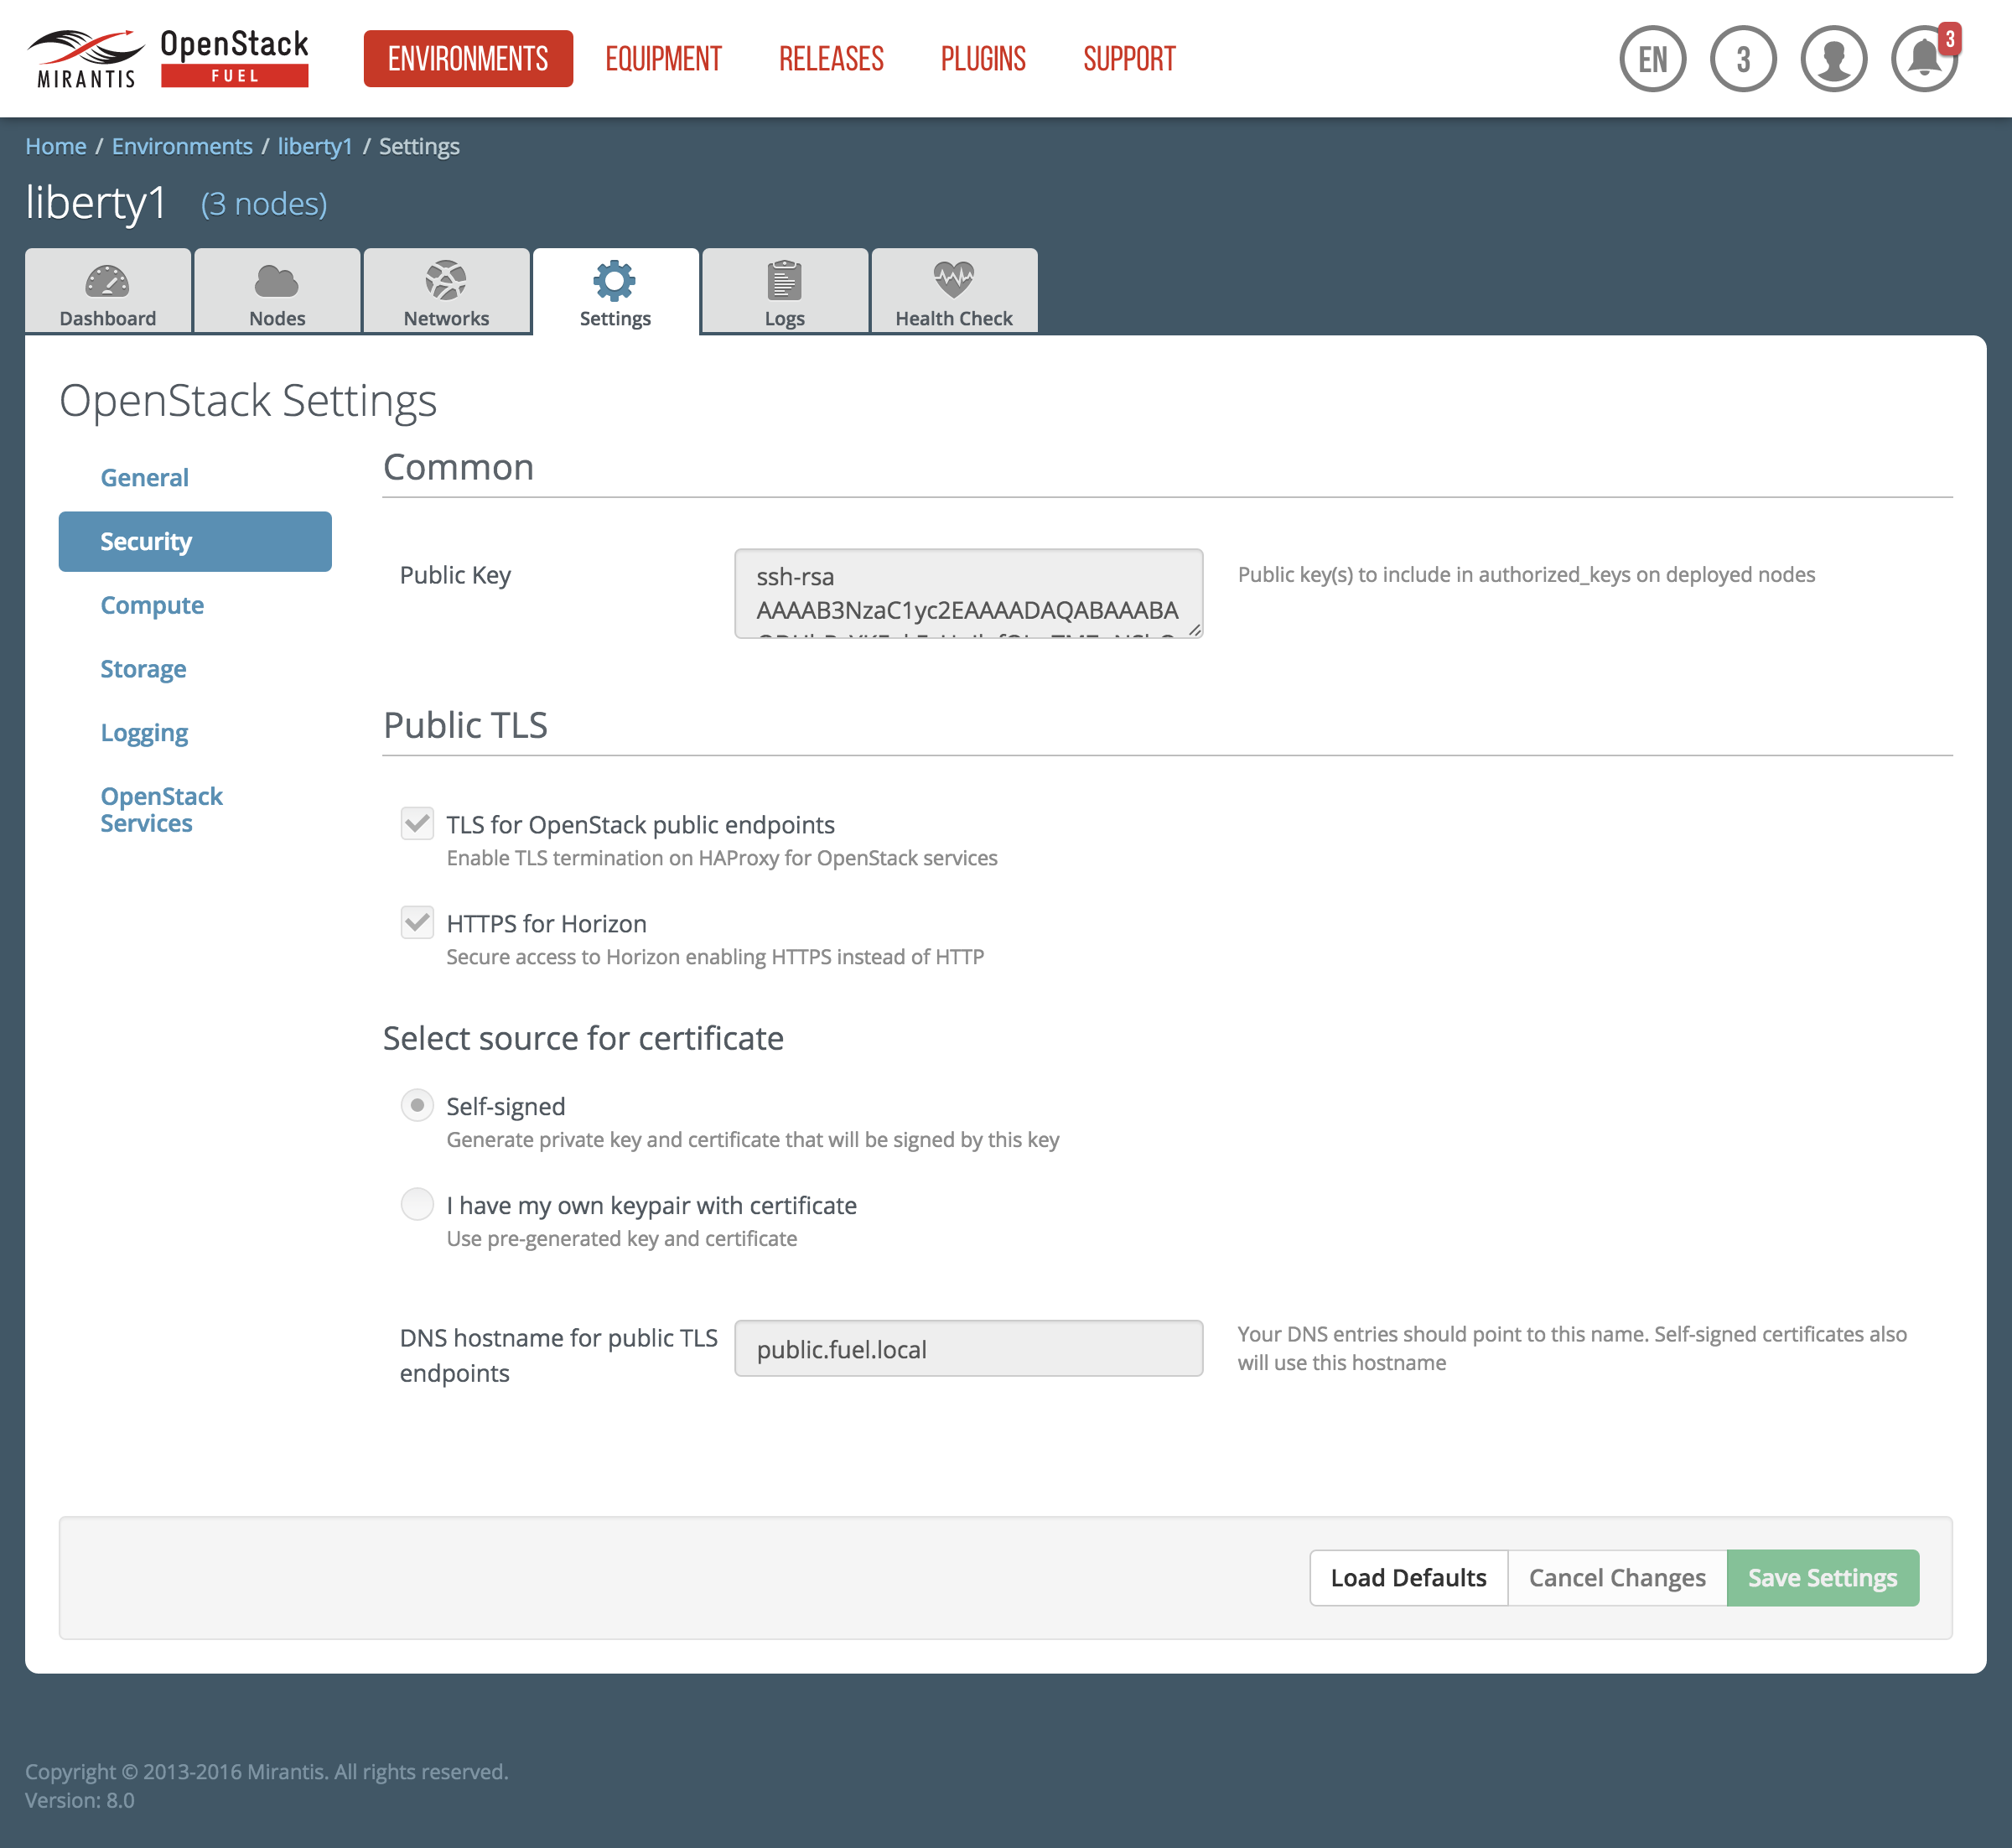 MIRANTIS
OpenStack
FUEL
ENVIRONMENTS EQUIPMENT RELEASES PLUGINS SUPPORT
EN 3 3
Home / Environments / liberty1 / Settings
liberty1 (3 nodes)
Dashboard Nodes Networks Settings Logs Health Check
OpenStack Settings
General
Security
Compute
Storage
Logging
OpenStack
Services
Common
Public Key
ssh-rsa
AAAAB3NzaC1yc2EAAAADAQABAAABA
Public key(s) to include in authorized_keys on deployed nodes
Public TLS
TLS for OpenStack public endpoints
Enable TLS termination on HAProxy for OpenStack services
HTTPS for Horizon
Secure access to Horizon enabling HTTPS instead of HTTP
Select source for certificate
Self-signed
Generate private key and certificate that will be signed by this key
I have my own keypair with certificate
Use pre-generated key and certificate
DNS hostname for public TLS
endpoints
public.fuel.local
Your DNS entries should point to this name. Self-signed certificates also
will use this hostname
Load Defaults Cancel Changes Save Settings
Copyright © 2013-2016 Mirantis. All rights reserved.
Version: 8.0